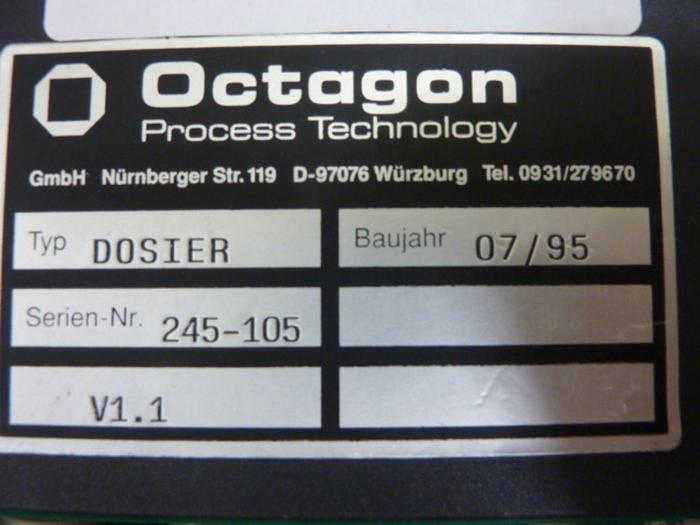 Octagon
Process Technology
GmbH Nürnberger Str. 119 D-97076 Würzburg Tel. 0931/279670
Typ DOSIER Baujahr 07/95
Serien-Nr. 245-105
V1.1